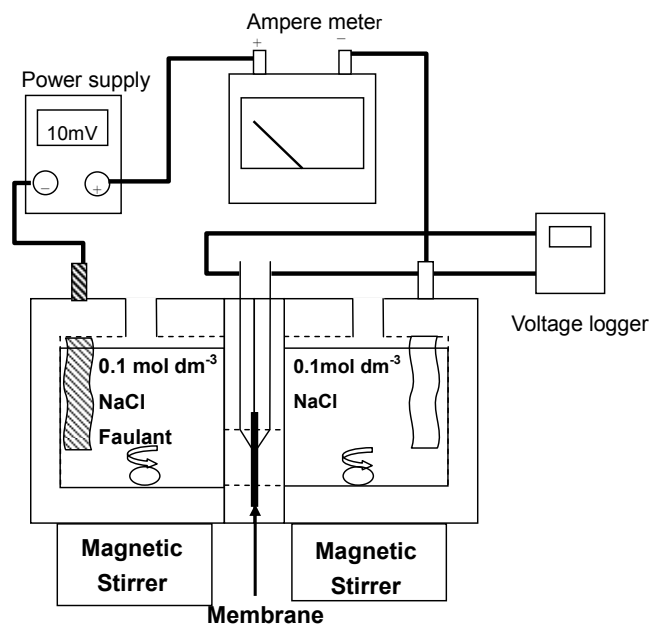 Ampere meter
+ −
Power supply
10mV
− +
Voltage logger
0.1 mol dm-3
NaCl
Faulant
0.1mol dm-3
NaCl
Magnetic
Stirrer
Magnetic
Stirrer
Membrane